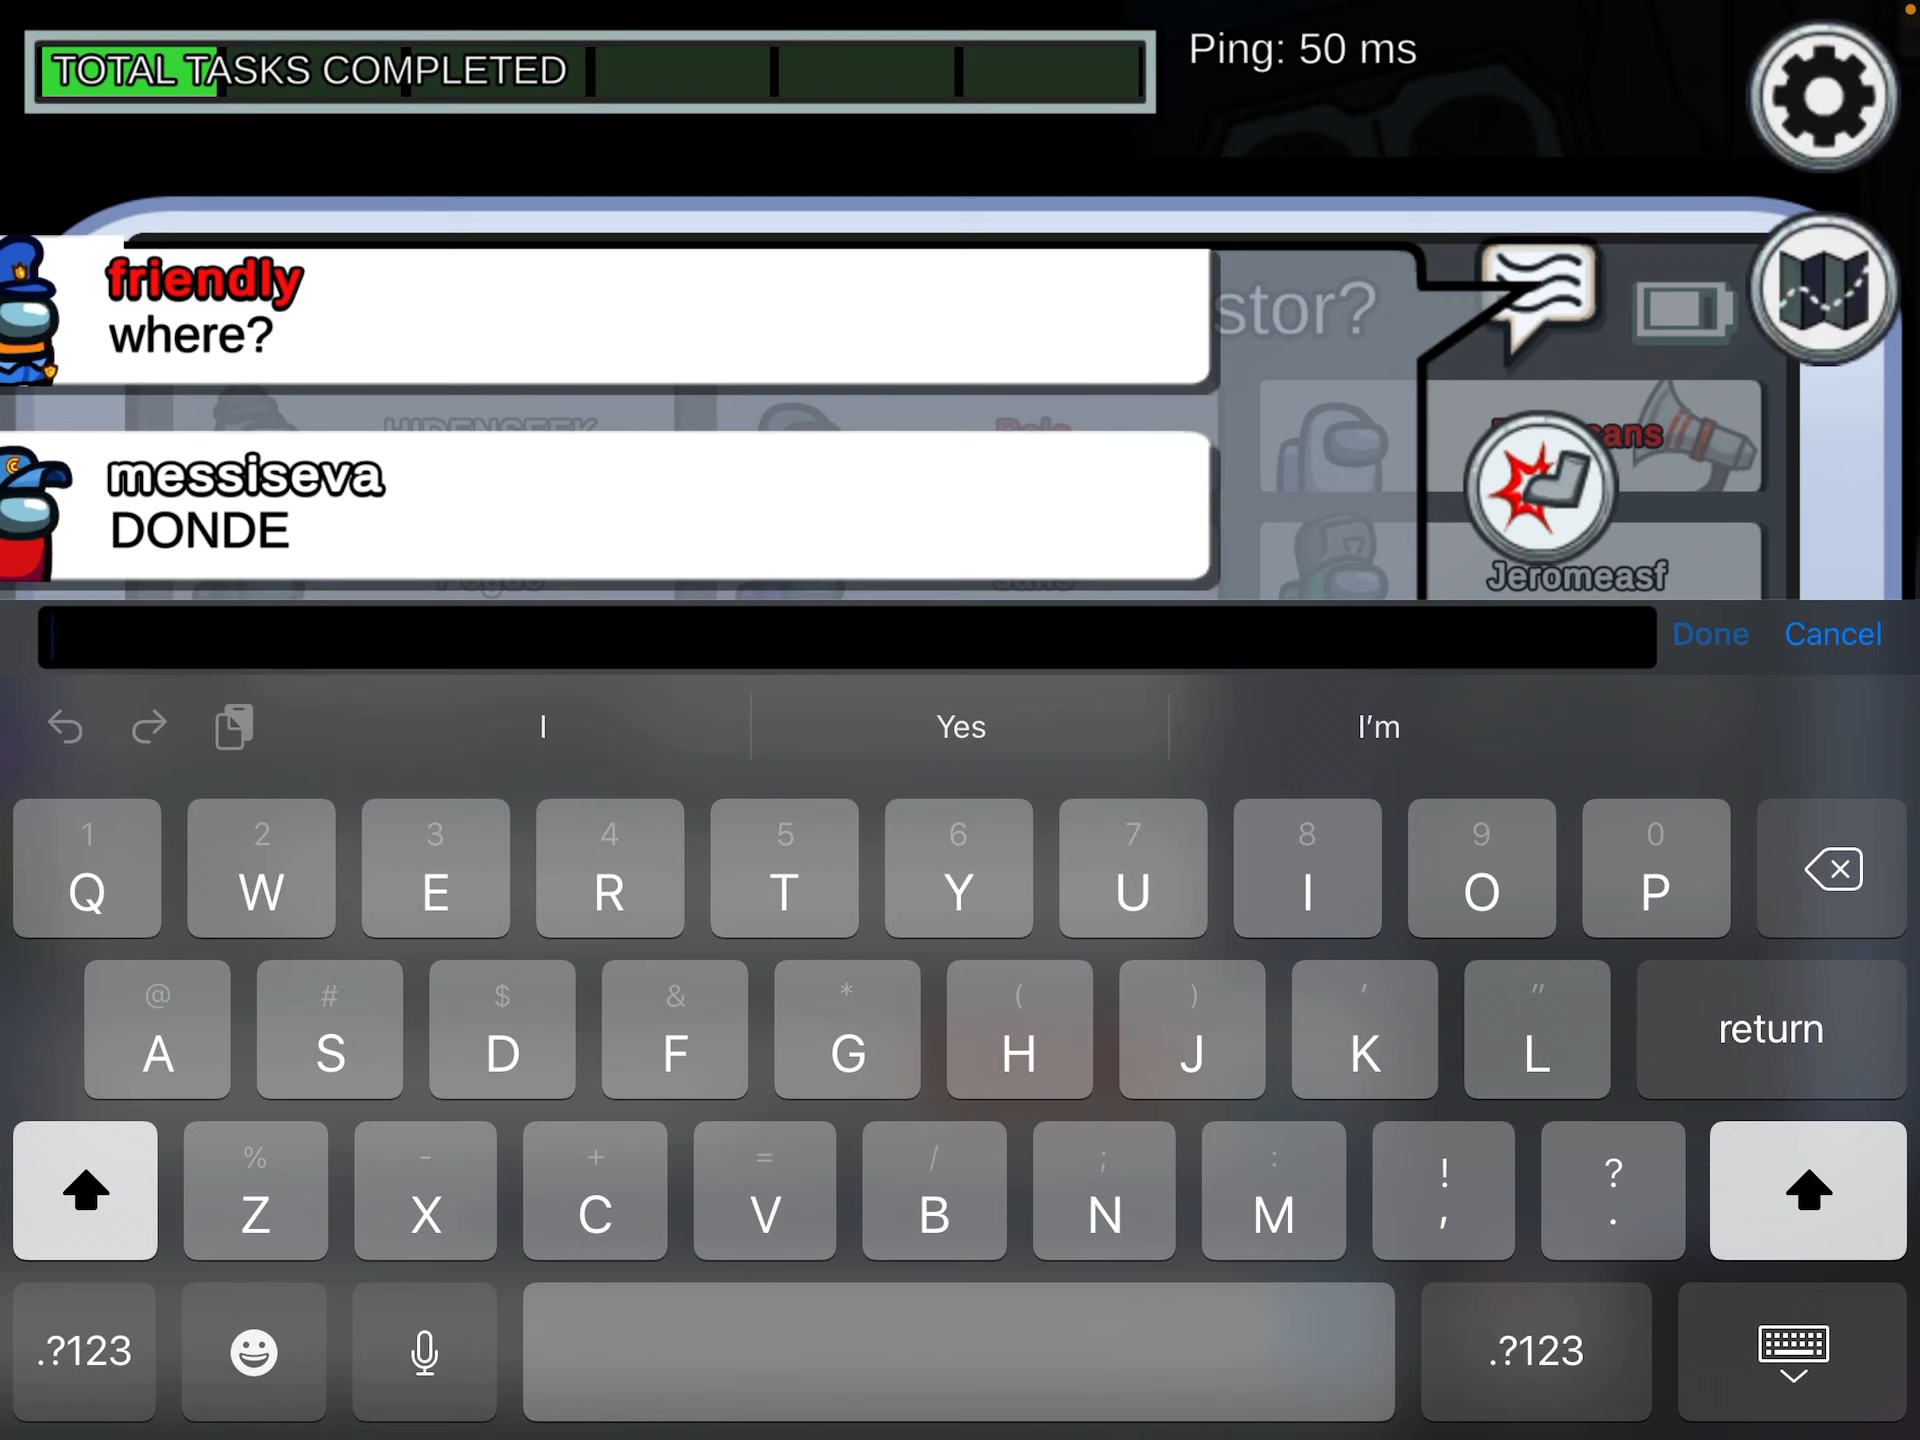 TOTAL TASKS COMPLETED
Ping: 50 ms
friendly
where?
stor?
HIDENSEEK
messiseva
DONDE
Jeromeasf
Done Cancel
I Yes I'm
1 2 3 4 5 6 7 8 9 0
Q W E R T Y U I O P
@ # $ & * ( ) ' "
A S D F G H J K L return
% - + = / ; : ! ?
Z X C V B N M , .
.?123 .?123